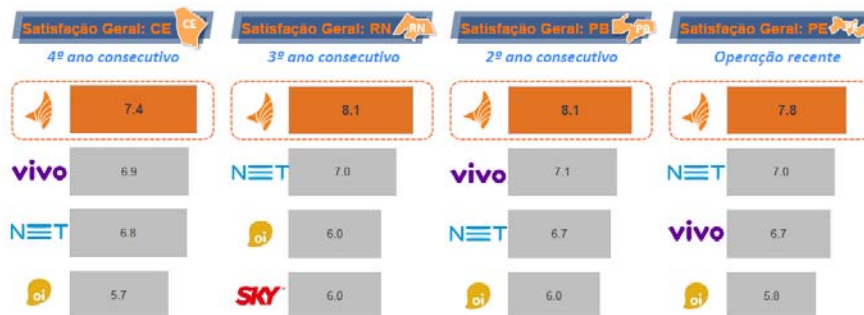 Satisfação Geral: CE CE
4º ano consecutivo
7.4
vivo 6.9
NET 6.8
oi 5.7
Satisfação Geral: RN RN
3º ano consecutivo
8.1
NET 7.0
oi 6.0
SKY 6.0
Satisfação Geral: PB PB
2º ano consecutivo
8.1
vivo 7.1
NET 6.7
oi 6.0
Satisfação Geral: PE PE
Operação recente
7.8
NET 7.0
vivo 6.7
oi 5.8